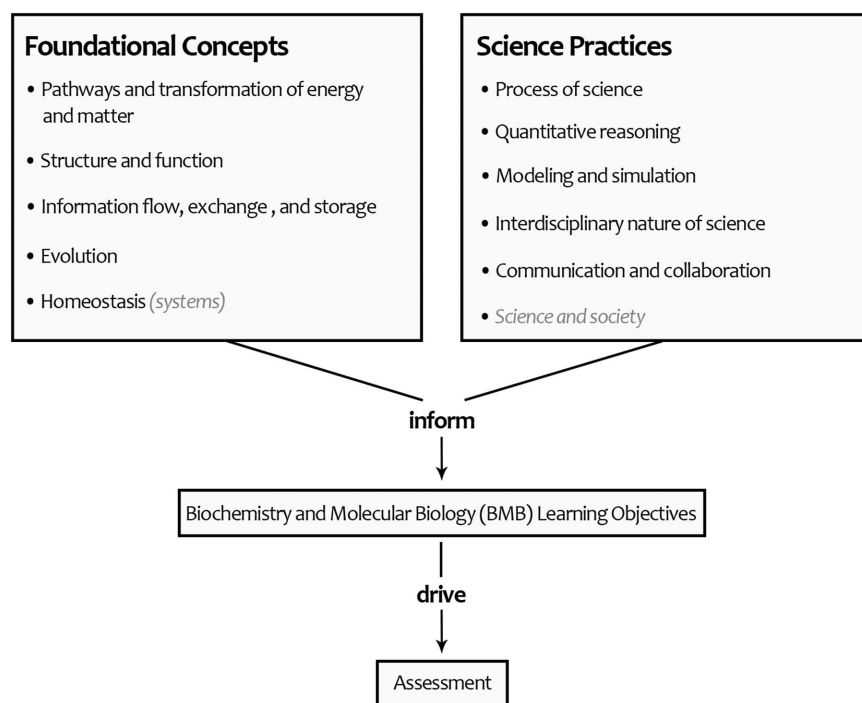 Foundational Concepts
• Pathways and transformation of energy
and matter
• Structure and function
• Information flow, exchange , and storage
• Evolution
• Homeostasis (systems)
Science Practices
• Process of science
• Quantitative reasoning
• Modeling and simulation
• Interdisciplinary nature of science
• Communication and collaboration
• Science and society
inform
Biochemistry and Molecular Biology (BMB) Learning Objectives
drive
Assessment